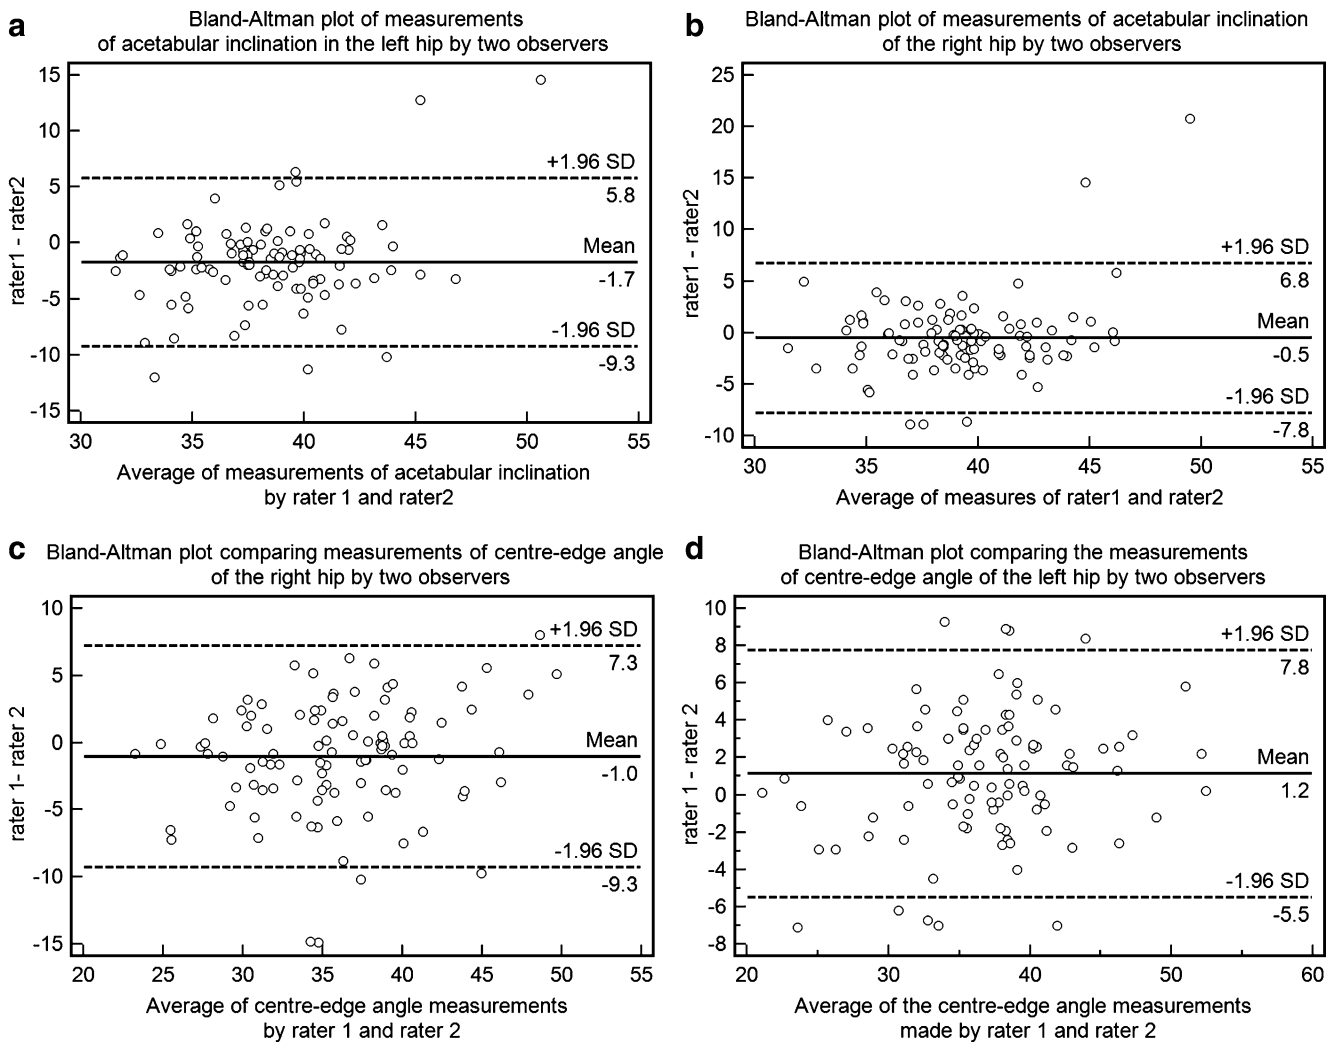 a
Bland-Altman plot of measurements
of acetabular inclination in the left hip by two observers
15
10
5
0
-5
-10
-15
rater1 - rater2
+1.96 SD
5.8
Mean
-1.7
-1.96 SD
-9.3
30 35 40 45 50 55
Average of measurements of acetabular inclination
by rater 1 and rater2
b
Bland-Altman plot of measurements of acetabular inclination
of the right hip by two observers
25
20
15
10
5
0
-5
-10
rater1 - rater2
+1.96 SD
6.8
Mean
-0.5
-1.96 SD
-7.8
30 35 40 45 50 55
Average of measures of rater1 and rater2
c
Bland-Altman plot comparing measurements of centre-edge angle
of the right hip by two observers
10
5
0
-5
-10
-15
rater 1- rater 2
+1.96 SD
7.3
Mean
-1.0
-1.96 SD
-9.3
20 25 30 35 40 45 50 55
Average of centre-edge angle measurements
by rater 1 and rater 2
d
Bland-Altman plot comparing the measurements
of centre-edge angle of the left hip by two observers
10
8
6
4
2
0
-2
-4
-6
-8
rater 1 - rater 2
+1.96 SD
7.8
Mean
1.2
-1.96 SD
-5.5
20 30 40 50 60
Average of the centre-edge angle measurements
made by rater 1 and rater 2